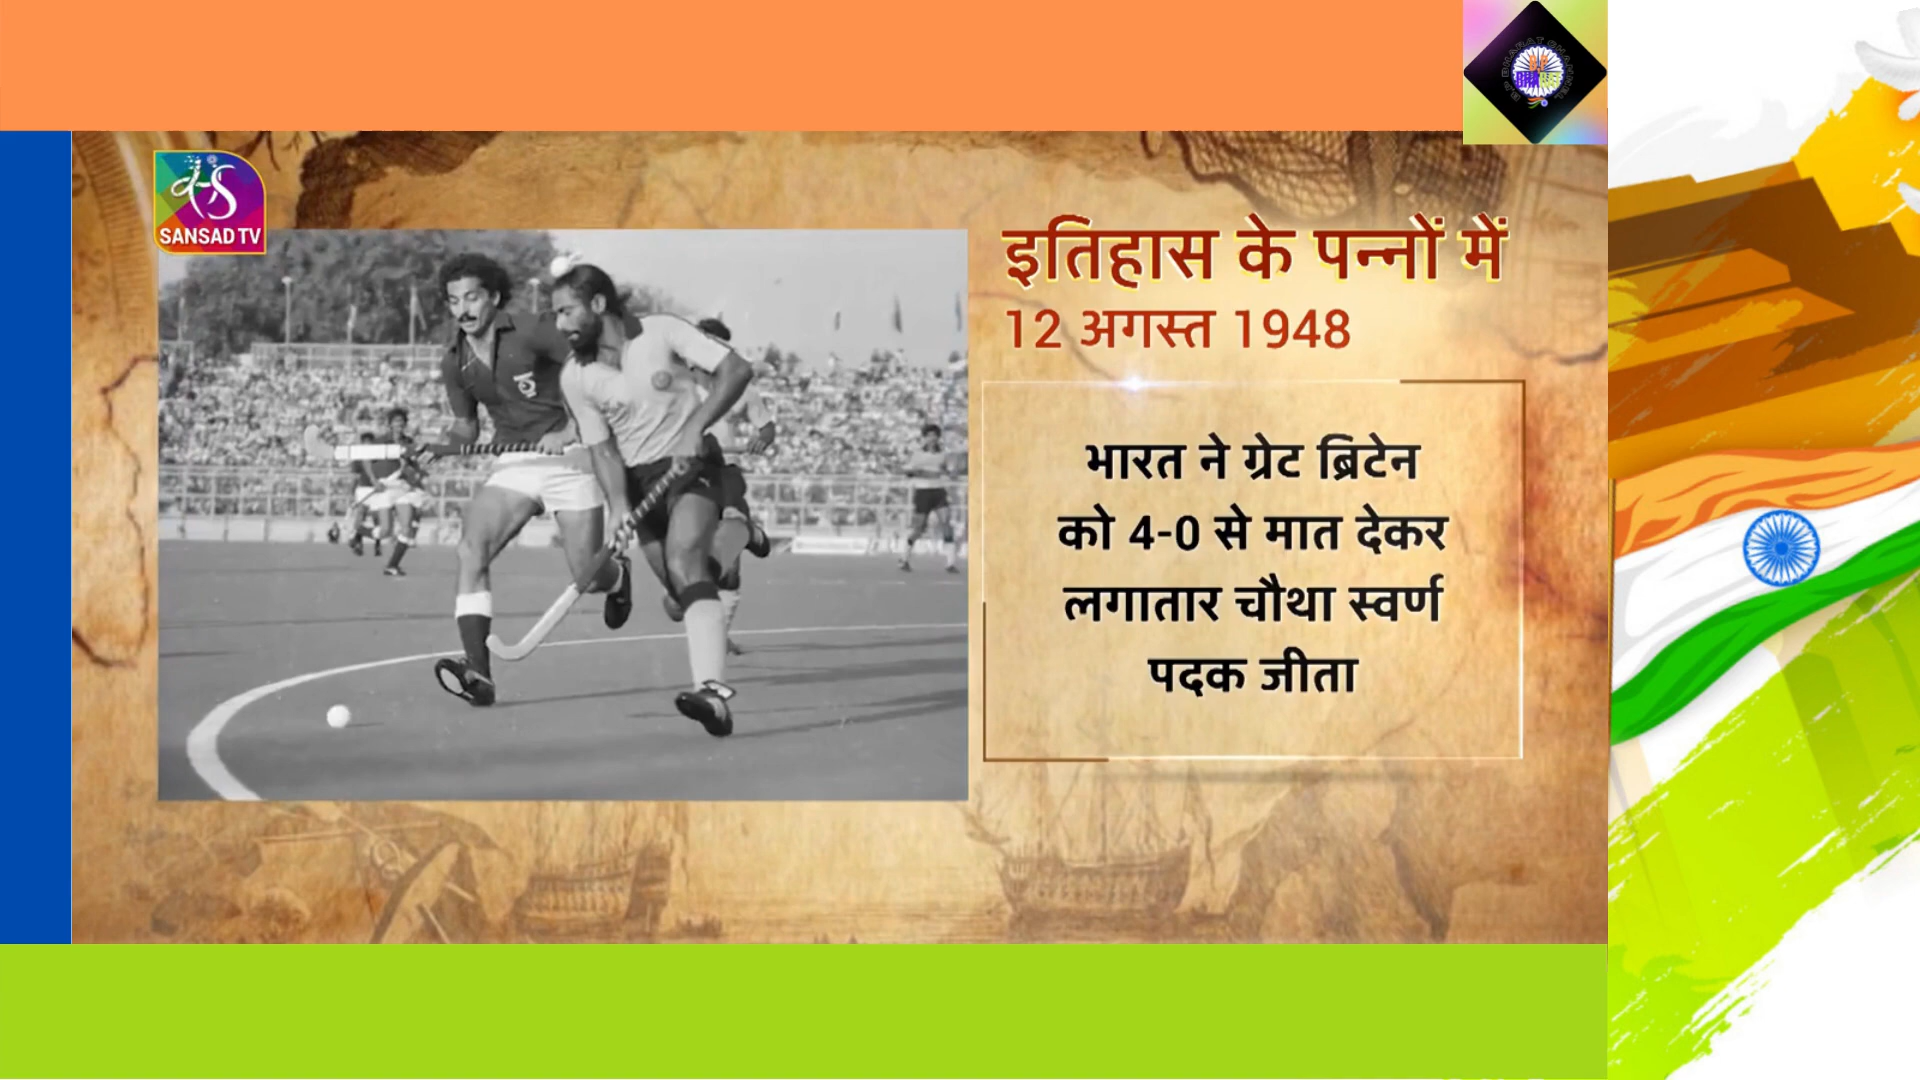 SANSAD TV
इतिहास के पन्नों में
12 अगस्त 1948
भारत ने ग्रेट ब्रिटेन
को 4-0 से मात देकर
लगातार चौथा स्वर्ण
पदक जीता